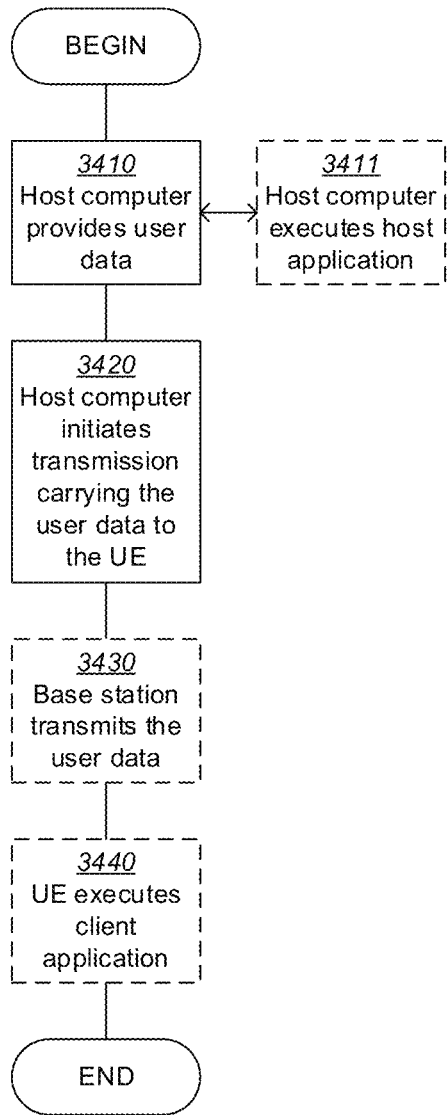 BEGIN
3410
Host computer
provides user
data
3411
Host computer
executes host
application
3420
Host computer
initiates
transmission
carrying the
user data to
the UE
3430
Base station
transmits the
user data
3440
UE executes
client
application
END